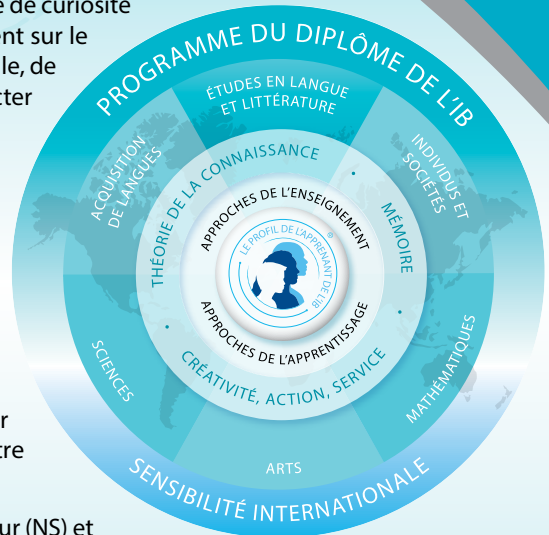 de curiosité
ent sur le
le, de
cter
PROGRAMME DU DIPLÔME DE L'IB
ÉTUDES EN LANGUE
ET LITTÉRATURE
ACQUISITION
DE LANGUES
INDIVIDUS ET
SOCIÉTÉS
THÉORIE DE LA CONNAISSANCE
MÉMOIRE
APPROCHES DE L'ENSEIGNEMENT
LE PROFIL DE L'APPRENANT DE L'IB
®
APPROCHES DE L'APPRENTISSAGE
CRÉATIVITÉ, ACTION, SERVICE
SCIENCES
MATHÉMATIQUES
ARTS
SENSIBILITÉ INTERNATIONALE
r
tre
ur (NS) et